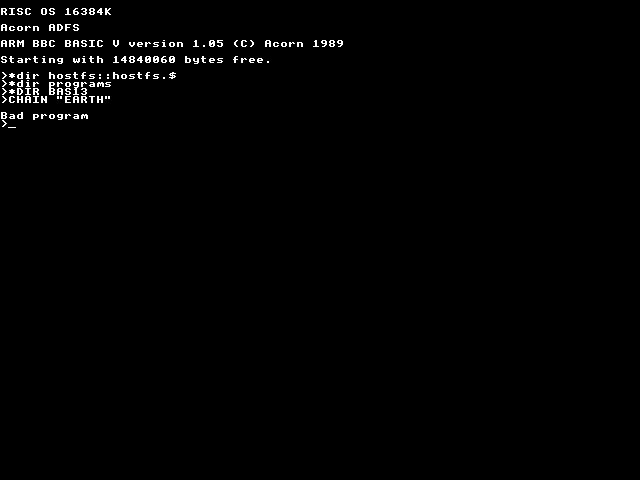 RISC OS 16384K
Acorn ADFS
ARM BBC BASIC V version 1.05 (C) Acorn 1989
Starting with 14840060 bytes free.
>*dir hostfs::hostfs.$
>*dir programs
>*DIR BAS13
>CHAIN "EARTH"
Bad program
>_